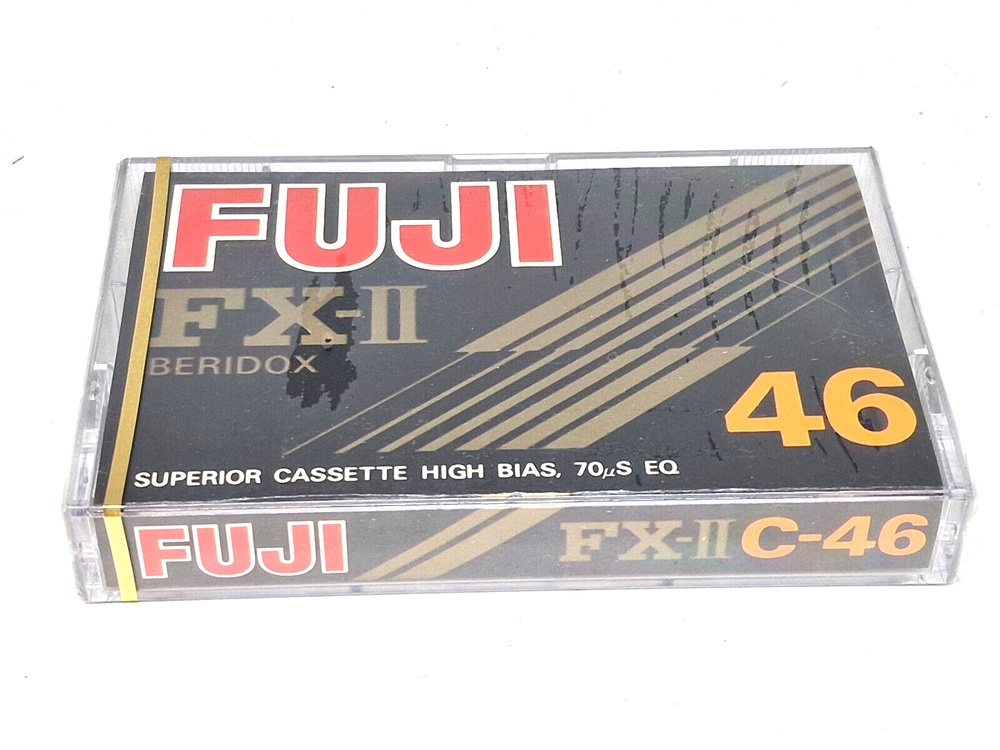 FUJI
FX-II
BERIDOX
46
SUPERIOR CASSETTE HIGH BIAS, 70μS EQ
FUJI FX-II C-46